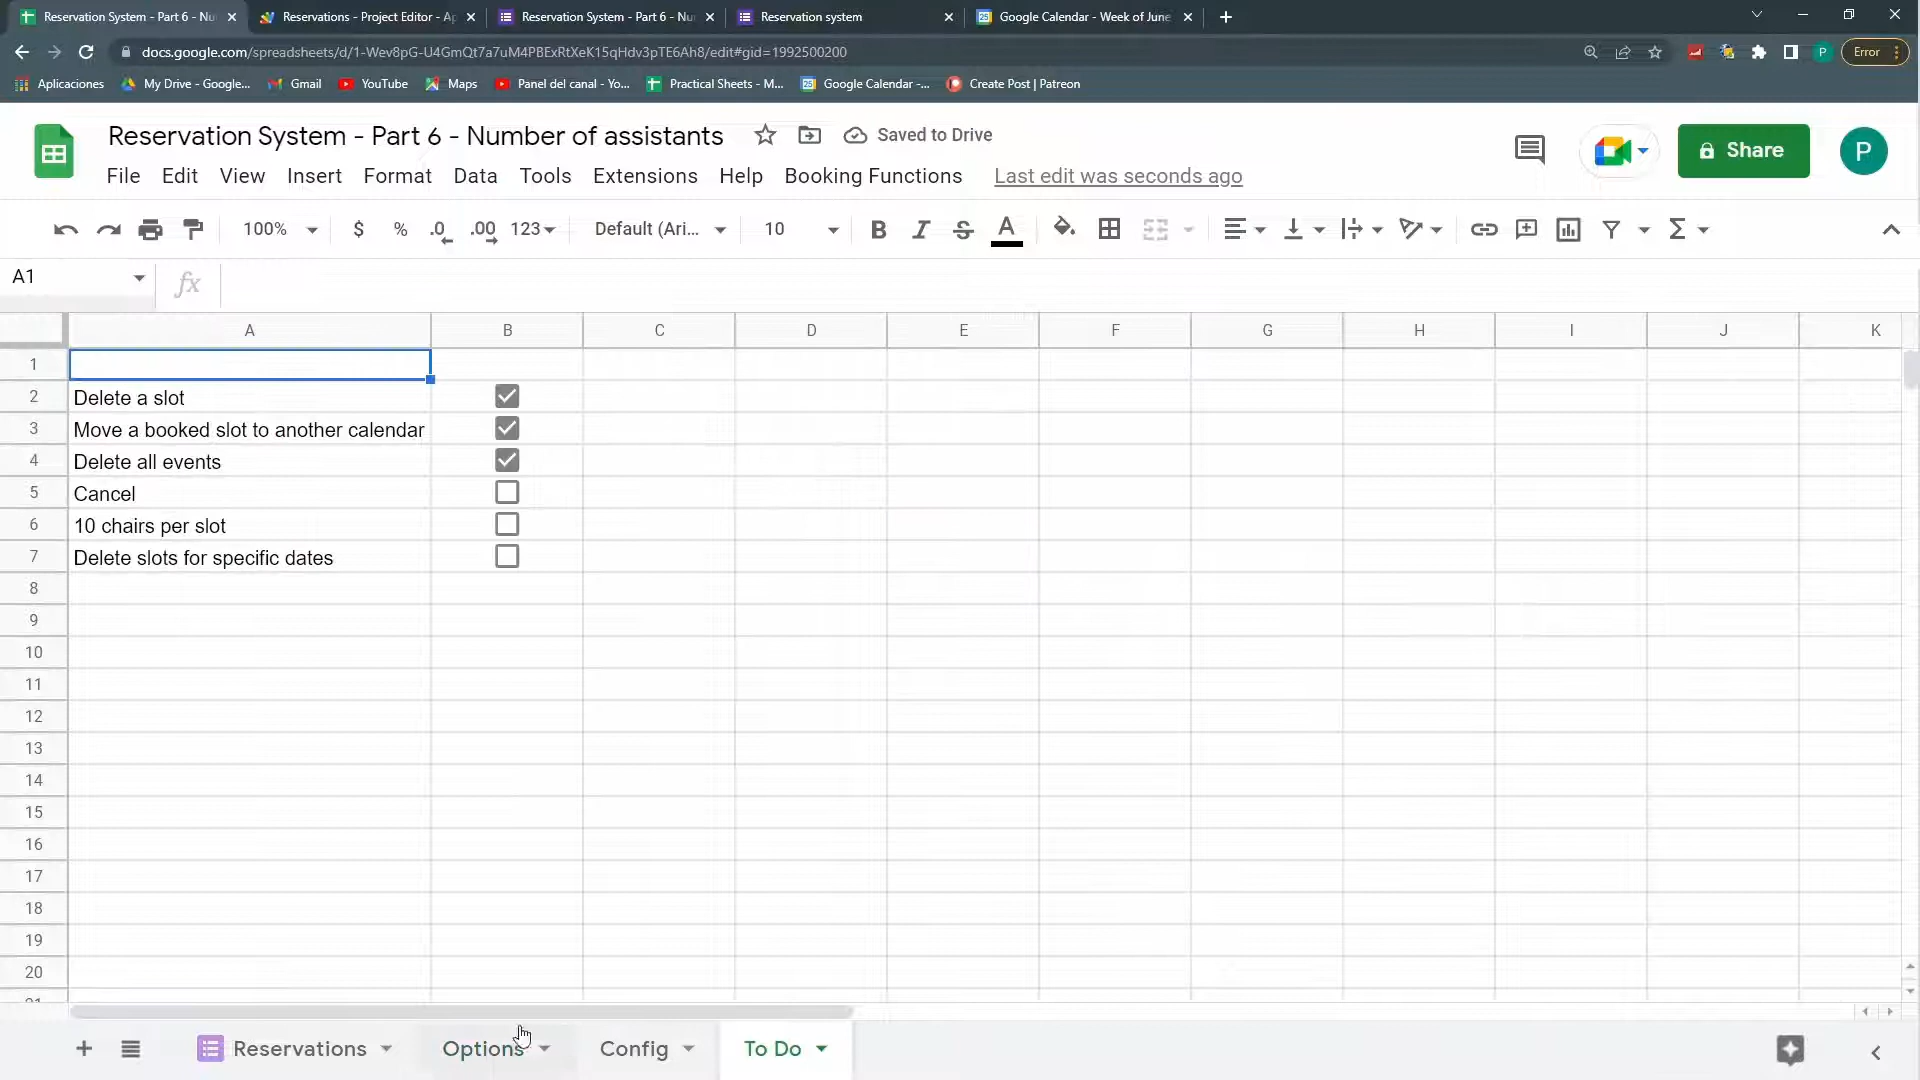 Reservation System - Part 6 - Nu
Reservations - Project Editor - Ap
Reservation System - Part 6 - Nu
Reservation system
Google Calendar - Week of June
docs.google.com/spreadsheets/d/1-Wev8pG-U4GmQt7a7uM4PBExRtXeK15qHdv3pTE6Ah8/edit#gid=1992500200
P
Error
Aplicaciones
My Drive - Google...
Gmail
YouTube
Maps
Panel del canal - Yo...
Practical Sheets - M...
Google Calendar -...
Create Post | Patreon
Reservation System - Part 6 - Number of assistants
Saved to Drive
Share
P
File Edit View Insert Format Data Tools Extensions Help Booking Functions Last edit was seconds ago
100% $ % .0 .00 123 Default (Ari... 10 B I S A
A1
fx
A B C D E F G H I J K
1
2 Delete a slot
3 Move a booked slot to another calendar
4 Delete all events
5 Cancel
6 10 chairs per slot
7 Delete slots for specific dates
8
9
10
11
12
13
14
15
16
17
18
19
20
21
Reservations
Options
Config
To Do